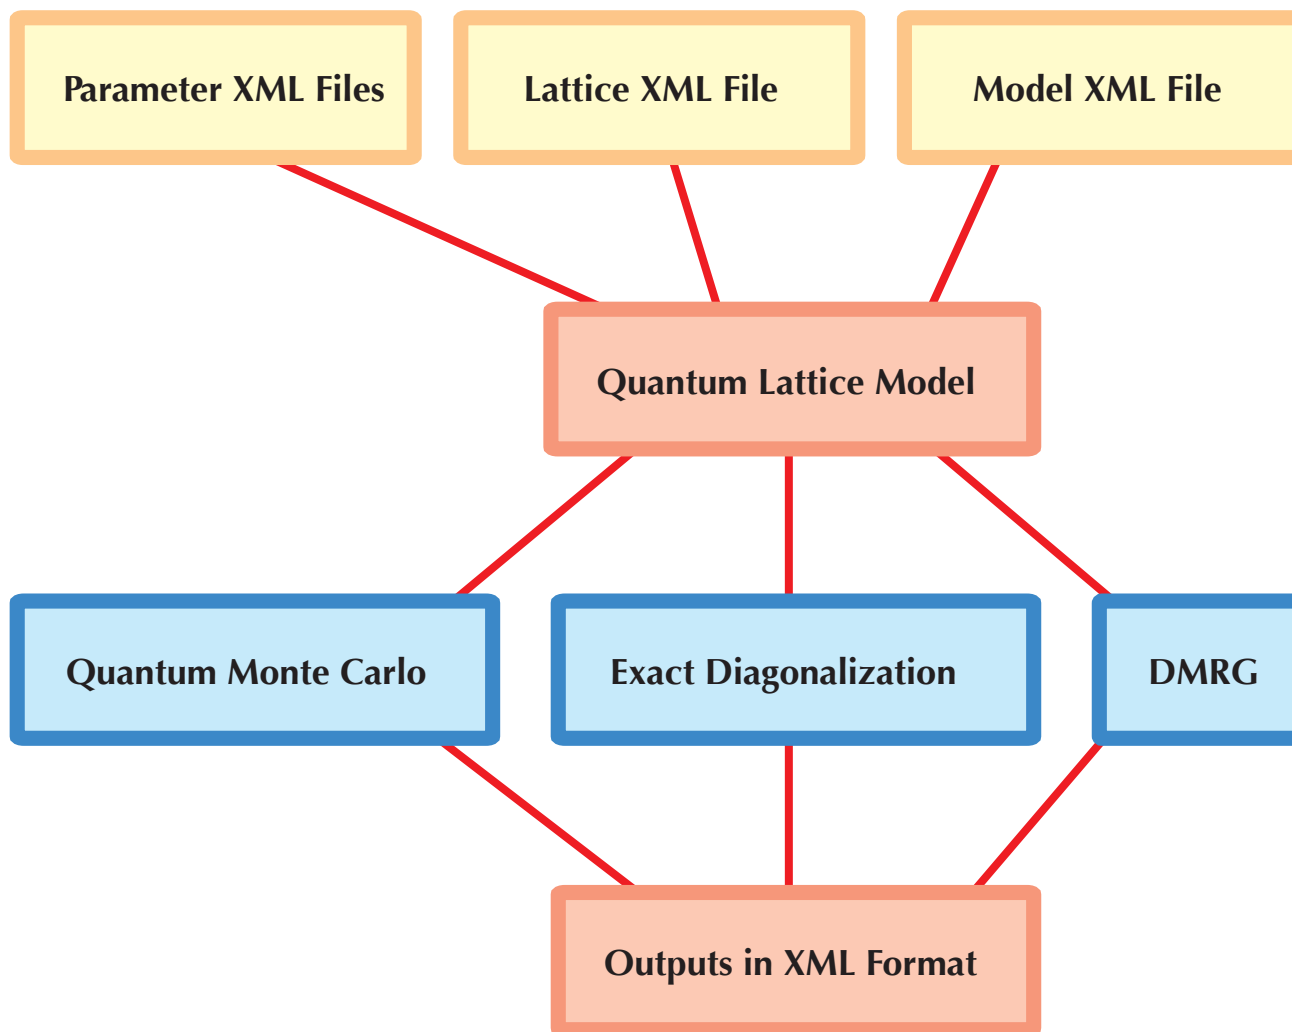 Parameter XML Files
Lattice XML File
Model XML File
Quantum Lattice Model
Quantum Monte Carlo
Exact Diagonalization
DMRG
Outputs in XML Format